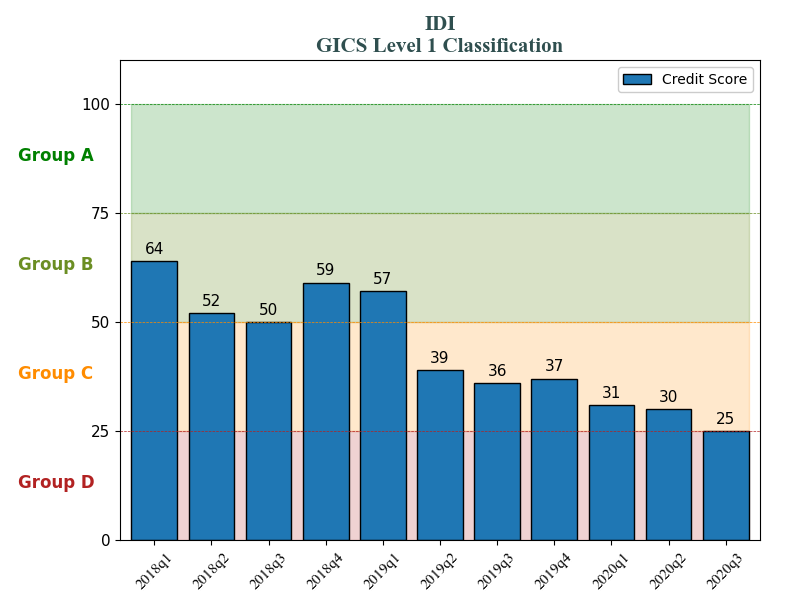 IDI
GICS Level 1 Classification
Credit Score
100
Group A
75
Group B
64
52
50
59
57
50
Group C
39
36
37
31
30
25
25
Group D
0
2018q1 2018q2 2018q3 2018q4 2019q1 2019q2 2019q3 2019q4 2020q1 2020q2 2020q3